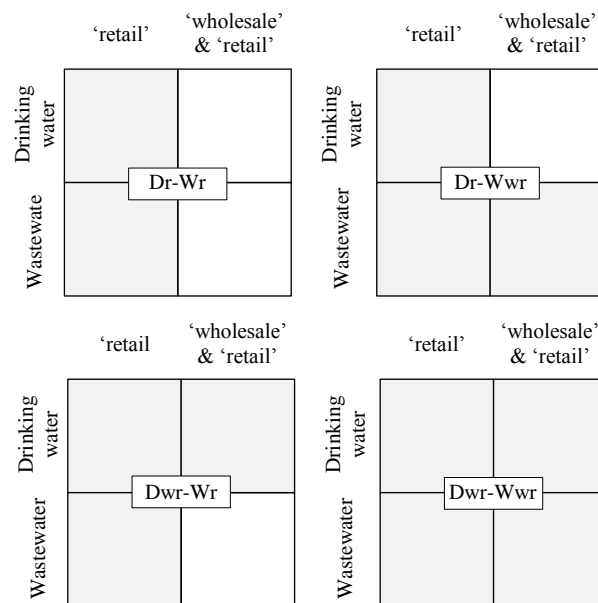 ‘retail’
‘wholesale’
& ‘retail’
Drinking
water
Wastewate
Dr-Wr
‘retail’
‘wholesale’
& ‘retail’
Drinking
water
Wastewater
Dr-Wwr
‘retail
‘wholesale’
& ‘retail’
Drinking
water
Wastewater
Dwr-Wr
‘retail’
‘wholesale’
& ‘retail’
Drinking
water
Wastewater
Dwr-Wwr